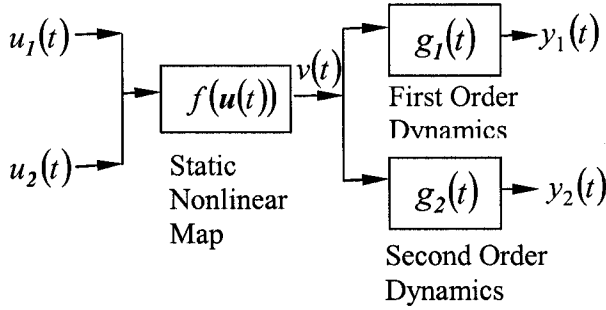 u₁(t)
u₂(t)
f(u(t))
Static
Nonlinear
Map
v(t)
g₁(t)
y₁(t)
First Order
Dynamics
g₂(t)
y₂(t)
Second Order
Dynamics